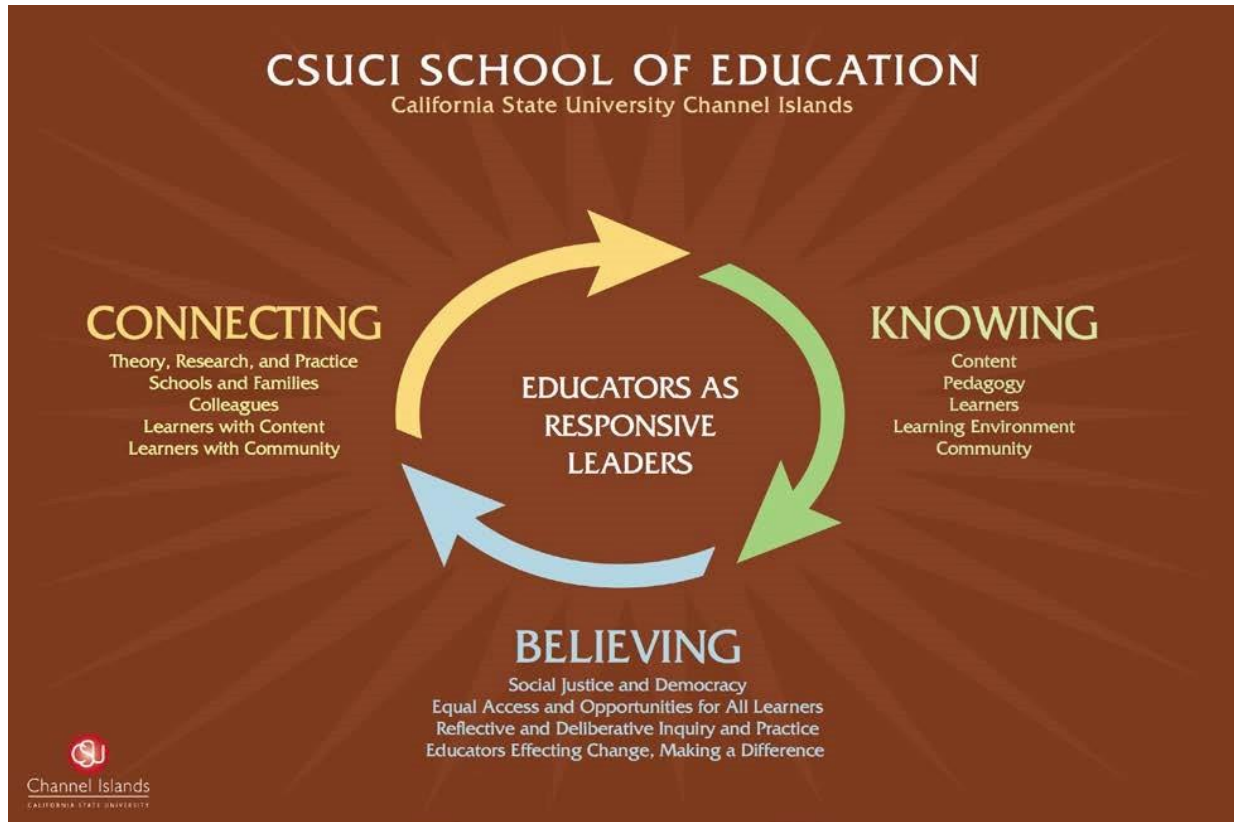 CSUCI SCHOOL OF EDUCATION
California State University Channel Islands
CONNECTING
Theory, Research, and Practice
Schools and Families
Colleagues
Learners with Content
Learners with Community
EDUCATORS AS
RESPONSIVE
LEADERS
KNOWING
Content
Pedagogy
Learners
Learning Environment
Community
BELIEVING
Social Justice and Democracy
Equal Access and Opportunities for All Learners
Reflective and Deliberative Inquiry and Practice
Educators Effecting Change, Making a Difference
CSU
Channel Islands
CALIFORNIA STATE UNIVERSITY